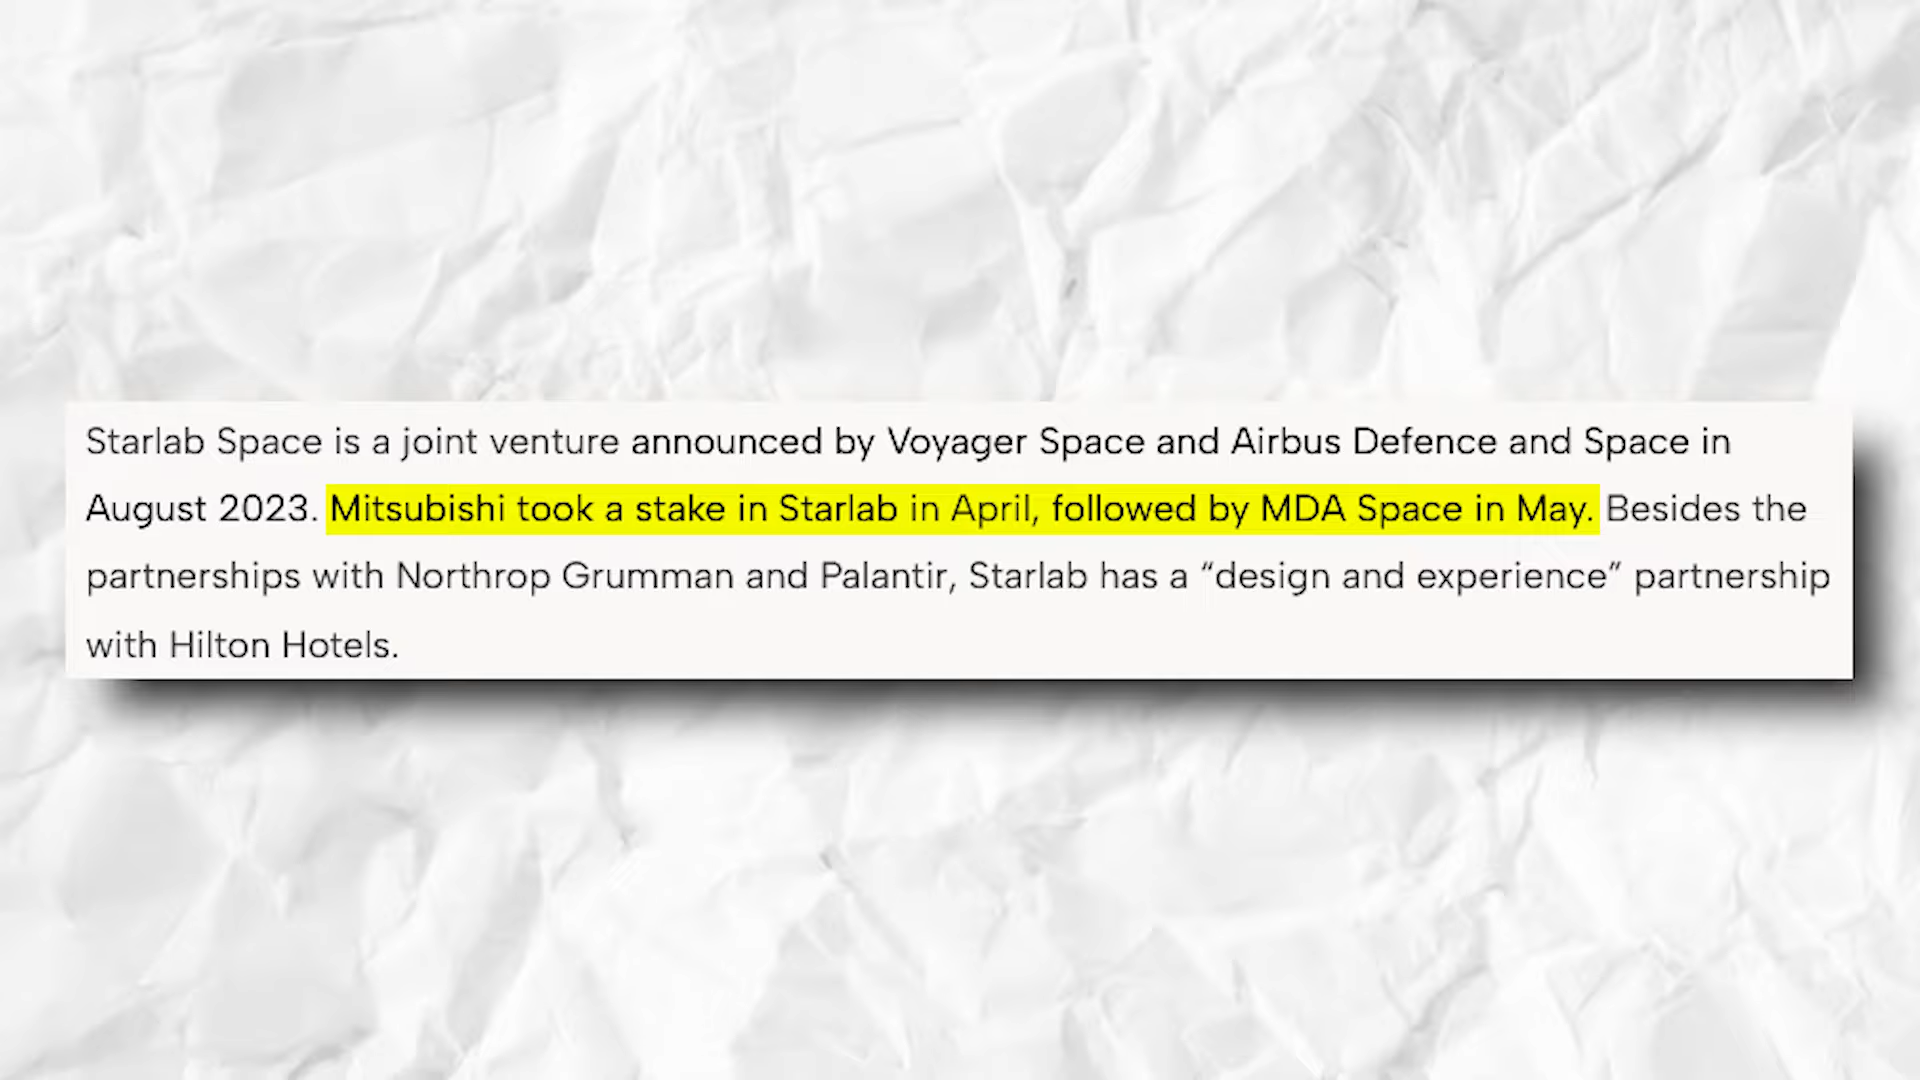 Starlab Space is a joint venture announced by Voyager Space and Airbus Defence and Space in
August 2023. Mitsubishi took a stake in Starlab in April, followed by MDA Space in May. Besides the
partnerships with Northrop Grumman and Palantir, Starlab has a “design and experience” partnership
with Hilton Hotels.